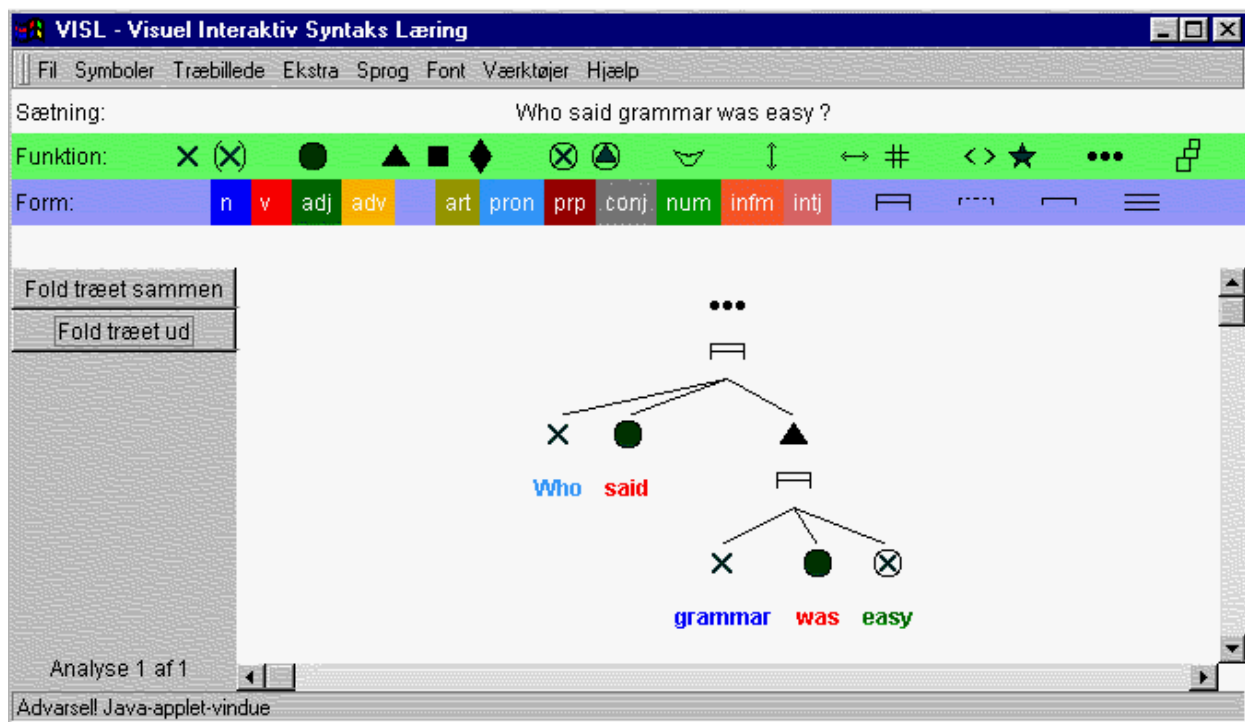 VISL - Visuel Interaktiv Syntaks Læring
Fil Symboler Træbillede Ekstra Sprog Font Værktøjer Hjælp
Sætning: Who said grammar was easy ?
Funktion:
Form: n v adj adv art pron prp conj num infm intj
Fold træet sammen
Fold træet ud
Who said
grammar was easy
Analyse 1 af 1
Advarsel! Java-applet-vindue